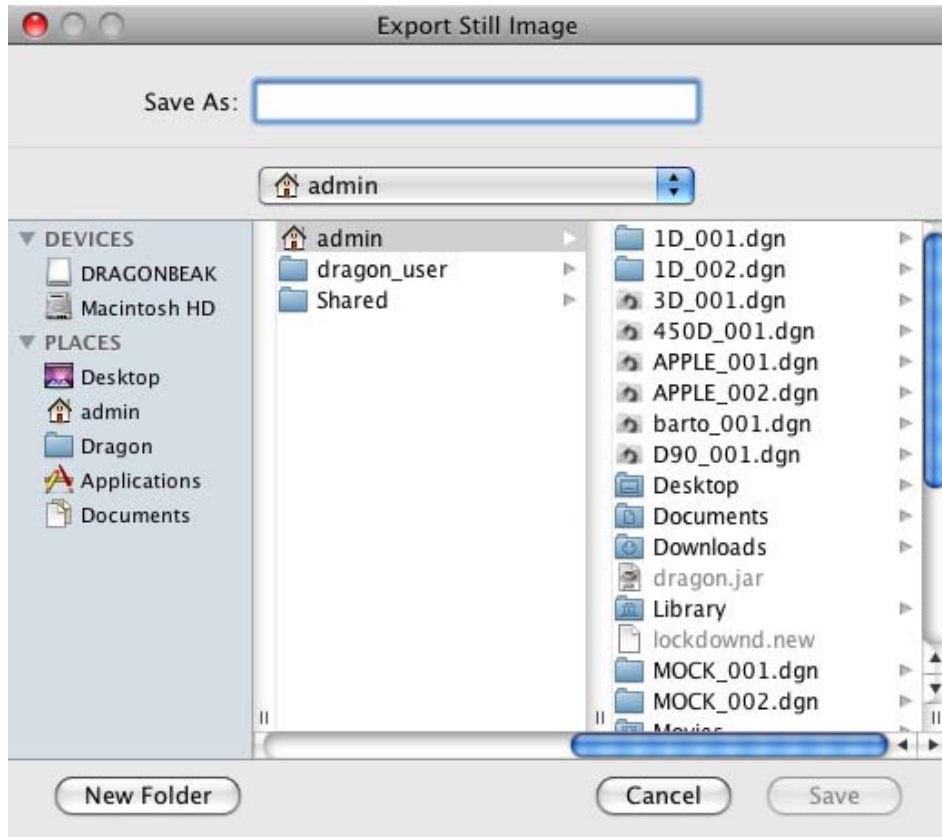 Export Still Image
Save As:
admin
DEVICES
DRAGONBEAK
Macintosh HD
PLACES
Desktop
admin
Dragon
Applications
Documents
admin
dragon_user
Shared
1D_001.dgn
1D_002.dgn
3D_001.dgn
450D_001.dgn
APPLE_001.dgn
APPLE_002.dgn
barto_001.dgn
D90_001.dgn
Desktop
Documents
Downloads
dragon.jar
Library
lockdownd.new
MOCK_001.dgn
MOCK_002.dgn
Movies
New Folder
Cancel
Save